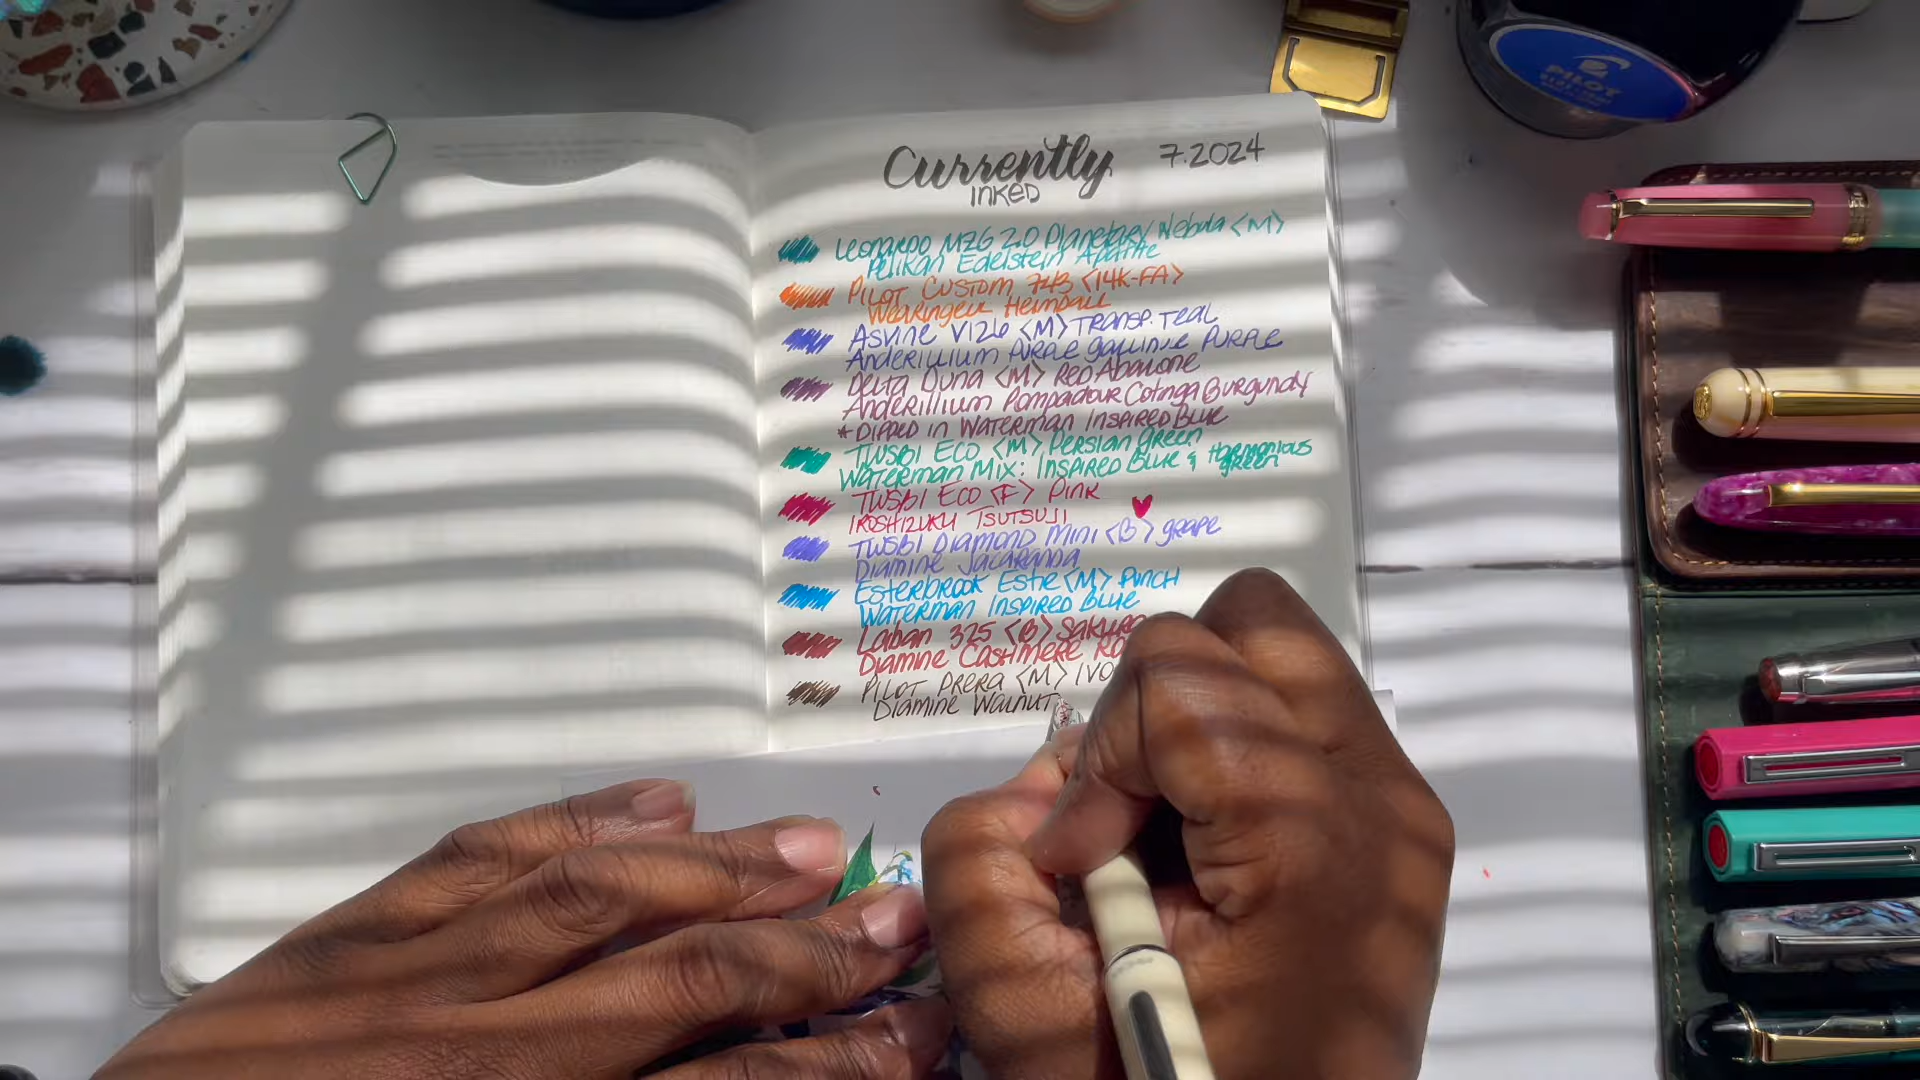 Currently 7.2024
INKED
Leonardo MZG 2.0 Planetary Nebula <M>
Pelikan Edelstein Apatite
Pilot Custom 743 <14K-FA>
Wearingeul Heimdall
Asvine V126 <M> Transp. Teal
Anderillium Purple Gallinule Purple
Delta Duna <M> Red Abalone
Anderillium Pompadour Cotinga Burgundy
* Dipped in Waterman Inspired Blue
TWSBI Eco <M> Persian Green
Waterman Mix: Inspired Blue & Harmonious Green
TWSBI Eco <F> Pink
Iroshizuku Tsutsuji
TWSBI Diamond Mini <B> grape
Diamine Jacaranda
Esterbrook Estie <M> Punch
Waterman Inspired Blue
Laban 325 <B> Sakura
Diamine Cashmere
Pilot Prera <M>
Diamine Walnut
PILOT